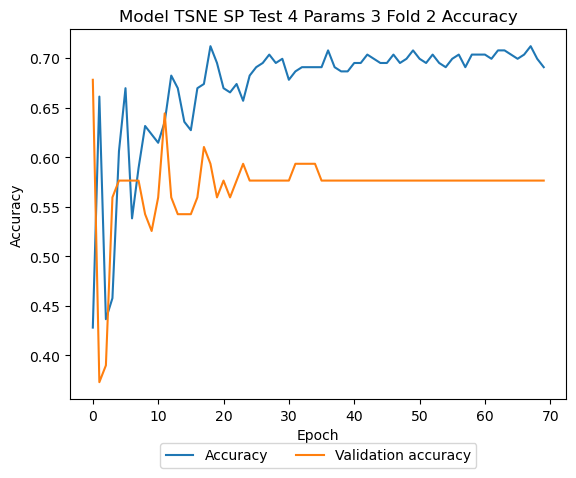 Model TSNE SP Test 4 Params 3 Fold 2 Accuracy
Accuracy
0.70
0.65
0.60
0.55
0.50
0.45
0.40
0 10 20 30 40 50 60 70
Epoch
Accuracy Validation accuracy